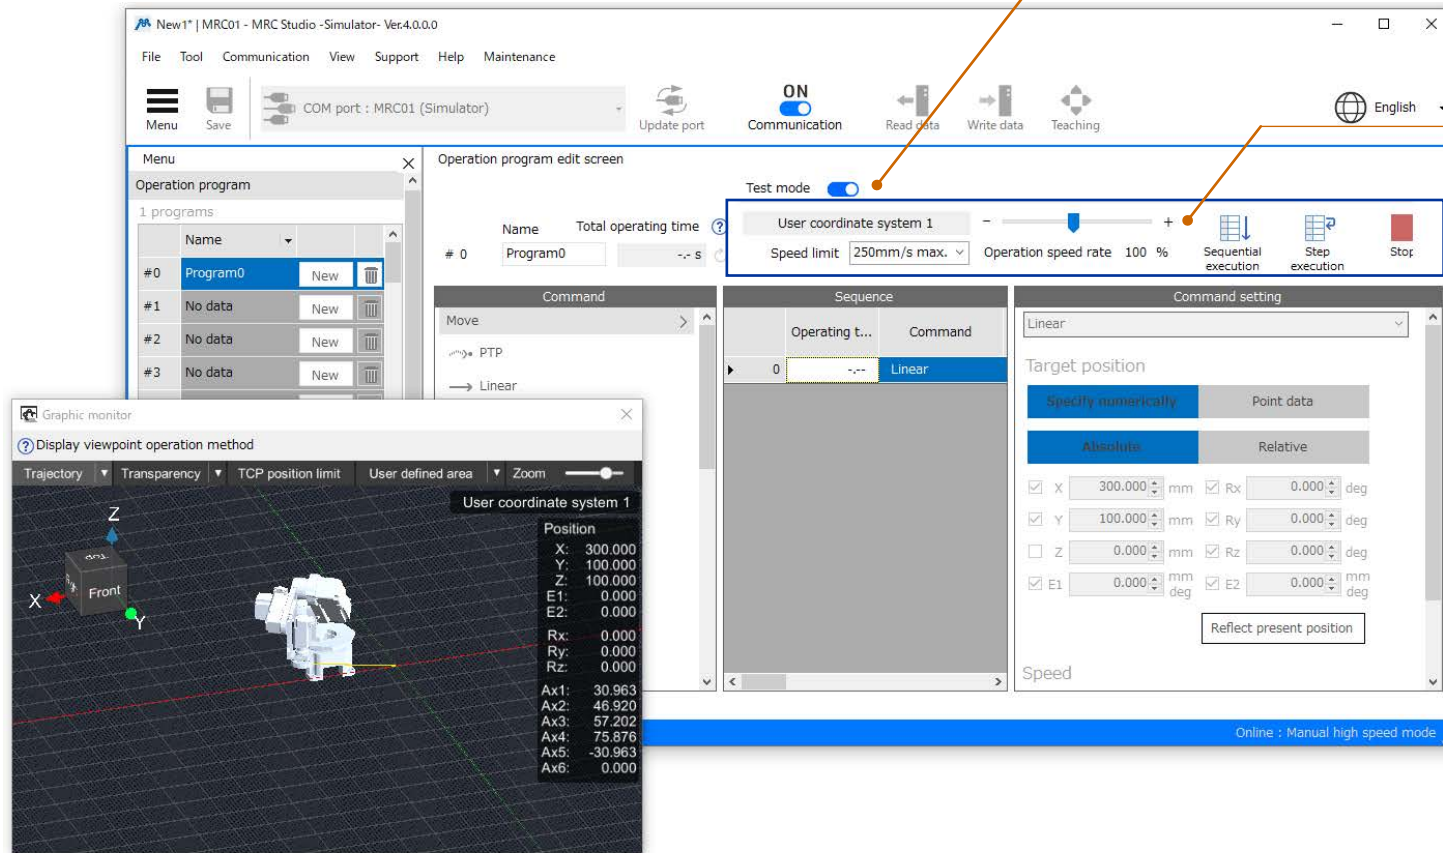 New1* | MRC01 - MRC Studio -Simulator- Ver.4.0.0.0
File Tool Communication View Support Help Maintenance
Menu
Save
COM port : MRC01 (Simulator)
Update port
ON
Communication
Read data
Write data
Teaching
English
Menu
Operation program
1 programs
Name
#0 Program0 New
#1 No data New
#2 No data New
#3 No data New
Operation program edit screen
Test mode
Name Total operating time ?
# 0 Program0 -.- s
User coordinate system 1 - +
Speed limit 250mm/s max. Operation speed rate 100 %
Sequential
execution
Step
execution
Stop
Command
Move
PTP
Linear
Sequence
Operating t... Command
0 -.-- Linear
Command setting
Linear
Target position
Specify numerically Point data
Absolute Relative
X 300.000 mm Rx 0.000 deg
Y 100.000 mm Ry 0.000 deg
Z 0.000 mm Rz 0.000 deg
E1 0.000 mm deg E2 0.000 mm deg
Reflect present position
Speed
Online : Manual high speed mode
Graphic monitor
? Display viewpoint operation method
Trajectory Transparency TCP position limit User defined area Zoom
User coordinate system 1
Position
X: 300.000
Y: 100.000
Z: 100.000
E1: 0.000
E2: 0.000
Rx: 0.000
Ry: 0.000
Rz: 0.000
Ax1: 30.963
Ax2: 46.920
Ax3: 57.202
Ax4: 75.876
Ax5: -30.963
Ax6: 0.000
Z
Top
Right
Front
X
Y